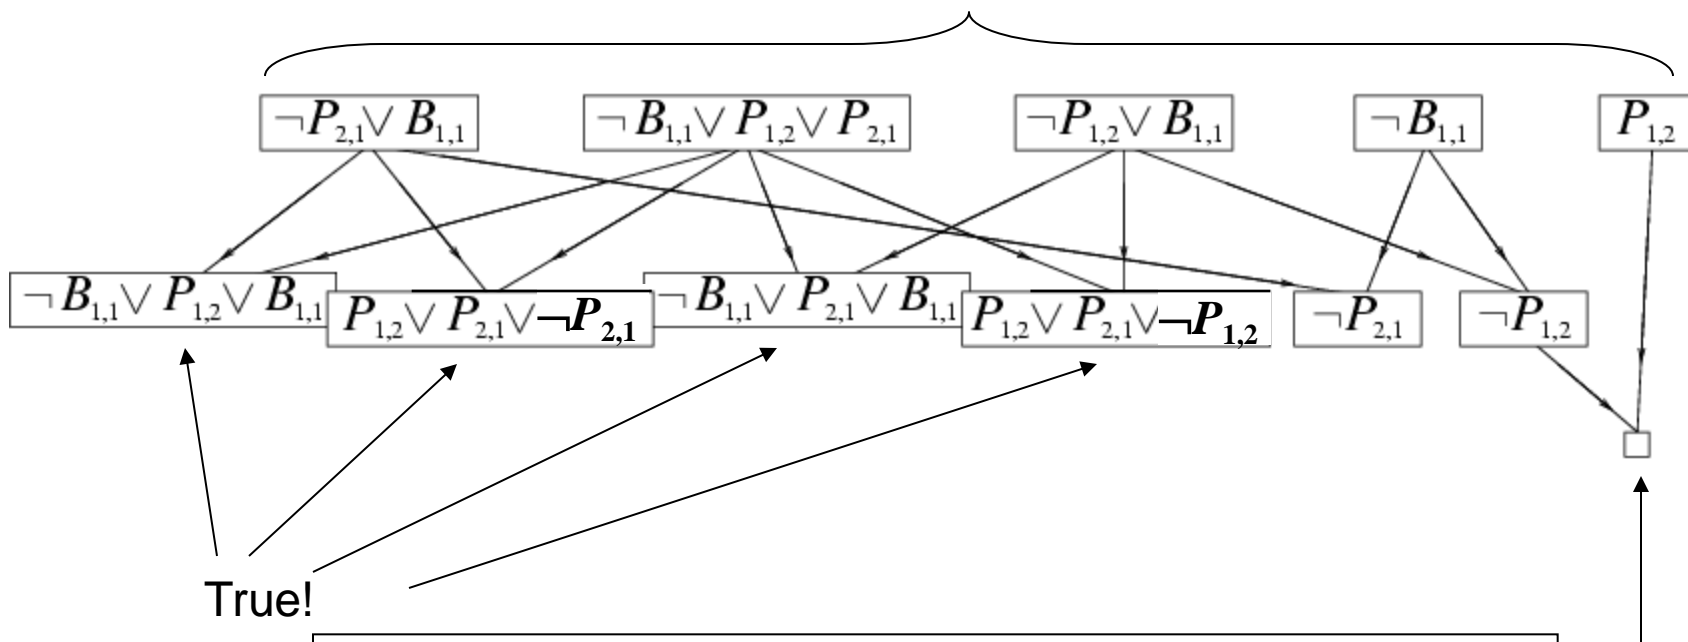 ¬P2,1∨ B1,1 ¬B1,1∨ P1,2∨ P2,1 ¬P1,2∨ B1,1 ¬B1,1 P1,2
¬B1,1∨ P1,2∨ B1,1 P1,2∨ P2,1∨¬P2,1 ¬B1,1∨ P2,1∨ B1,1 P1,2∨ P2,1∨¬P1,2 ¬P2,1 ¬P1,2
True!